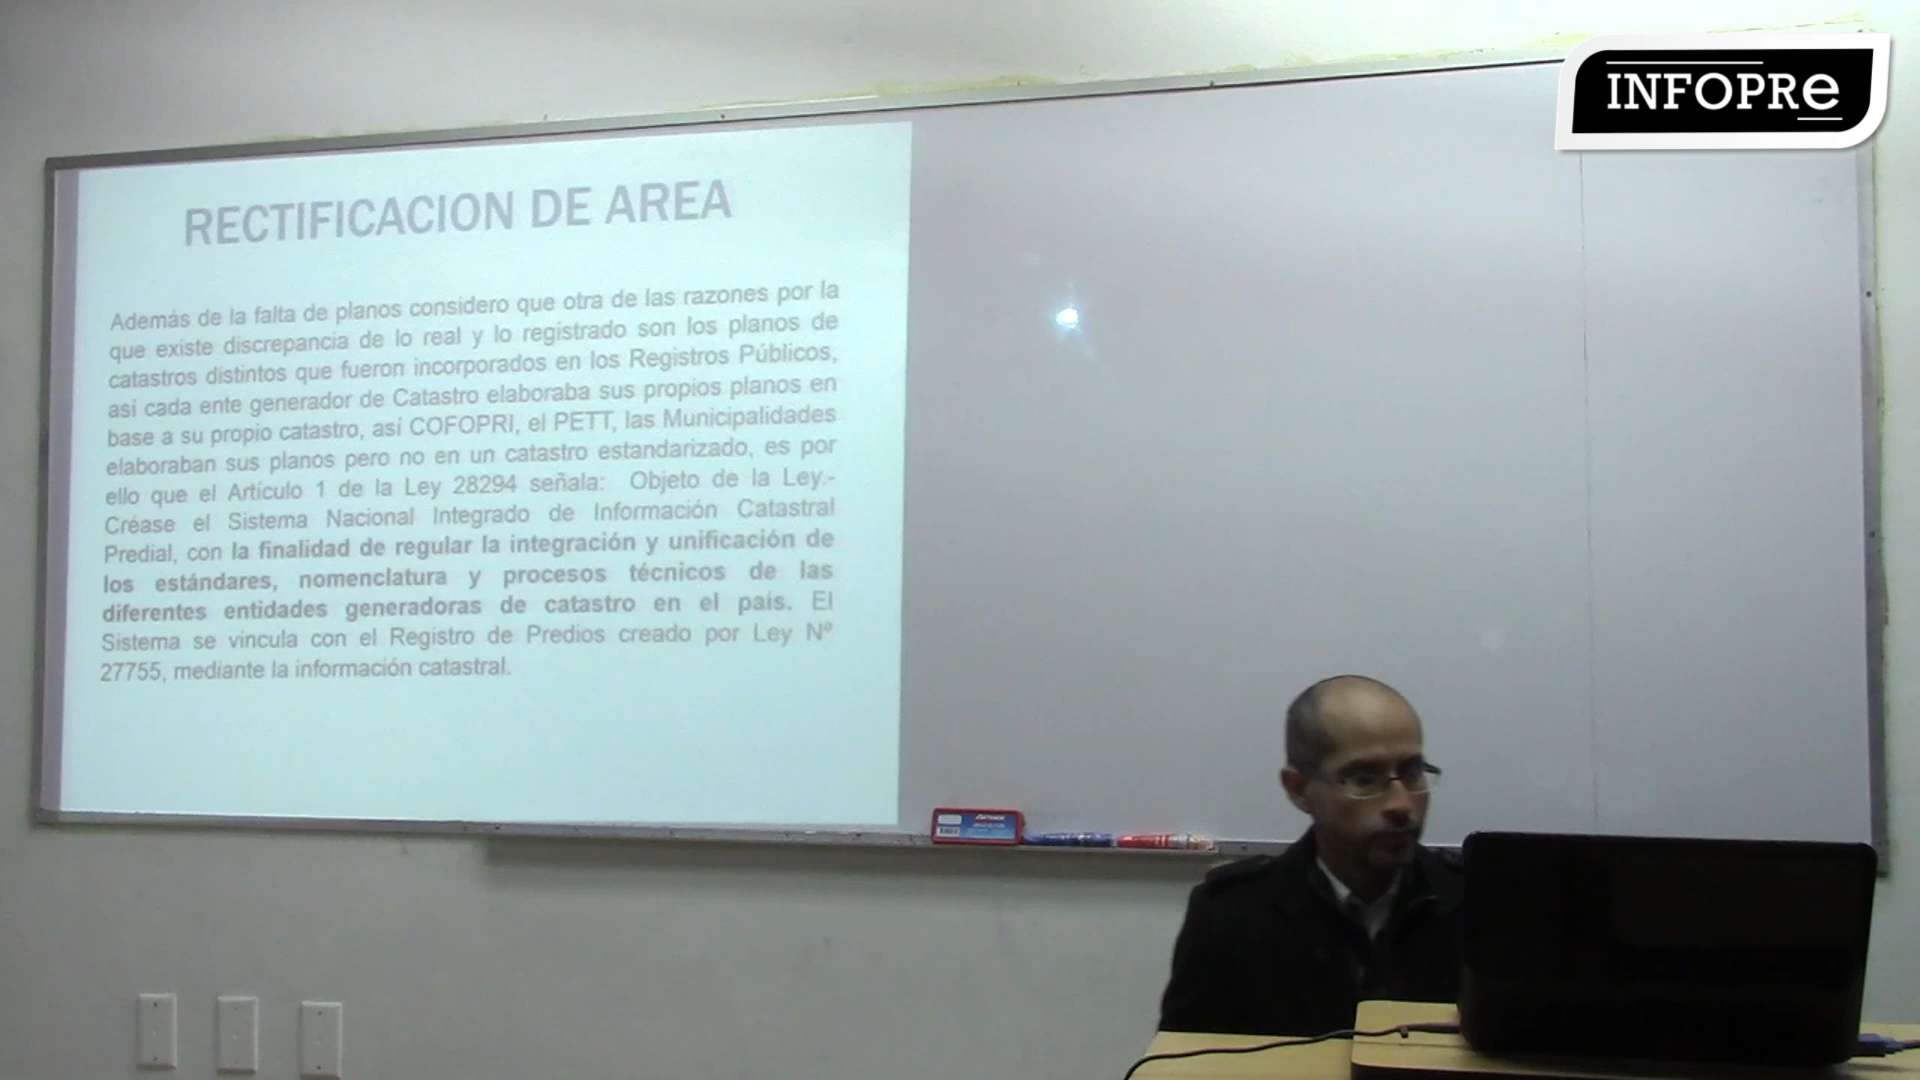 INFOPRe
RECTIFICACION DE AREA
Además de la falta de planos considero que otra de las razones por la
que existe discrepancia de lo real y lo registrado son los planos de
catastros distintos que fueron incorporados en los Registros Públicos,
asi cada ente generador de Catastro elaboraba sus propios planos en
base a su propio catastro, así COFOPRI, el PETT, las Municipalidades
elaboraban sus planos pero no en un catastro estandarizado, es por
ello que el Artículo 1 de la Ley 28294 señala: Objeto de la Ley.-
Créase el Sistema Nacional Integrado de Información Catastral
Predial, con la finalidad de regular la integración y unificación de
los estándares, nomenclatura y procesos técnicos de las
diferentes entidades generadoras de catastro en el país. El
Sistema se vincula con el Registro de Predios creado por Ley Nº
27755, mediante la información catastral.